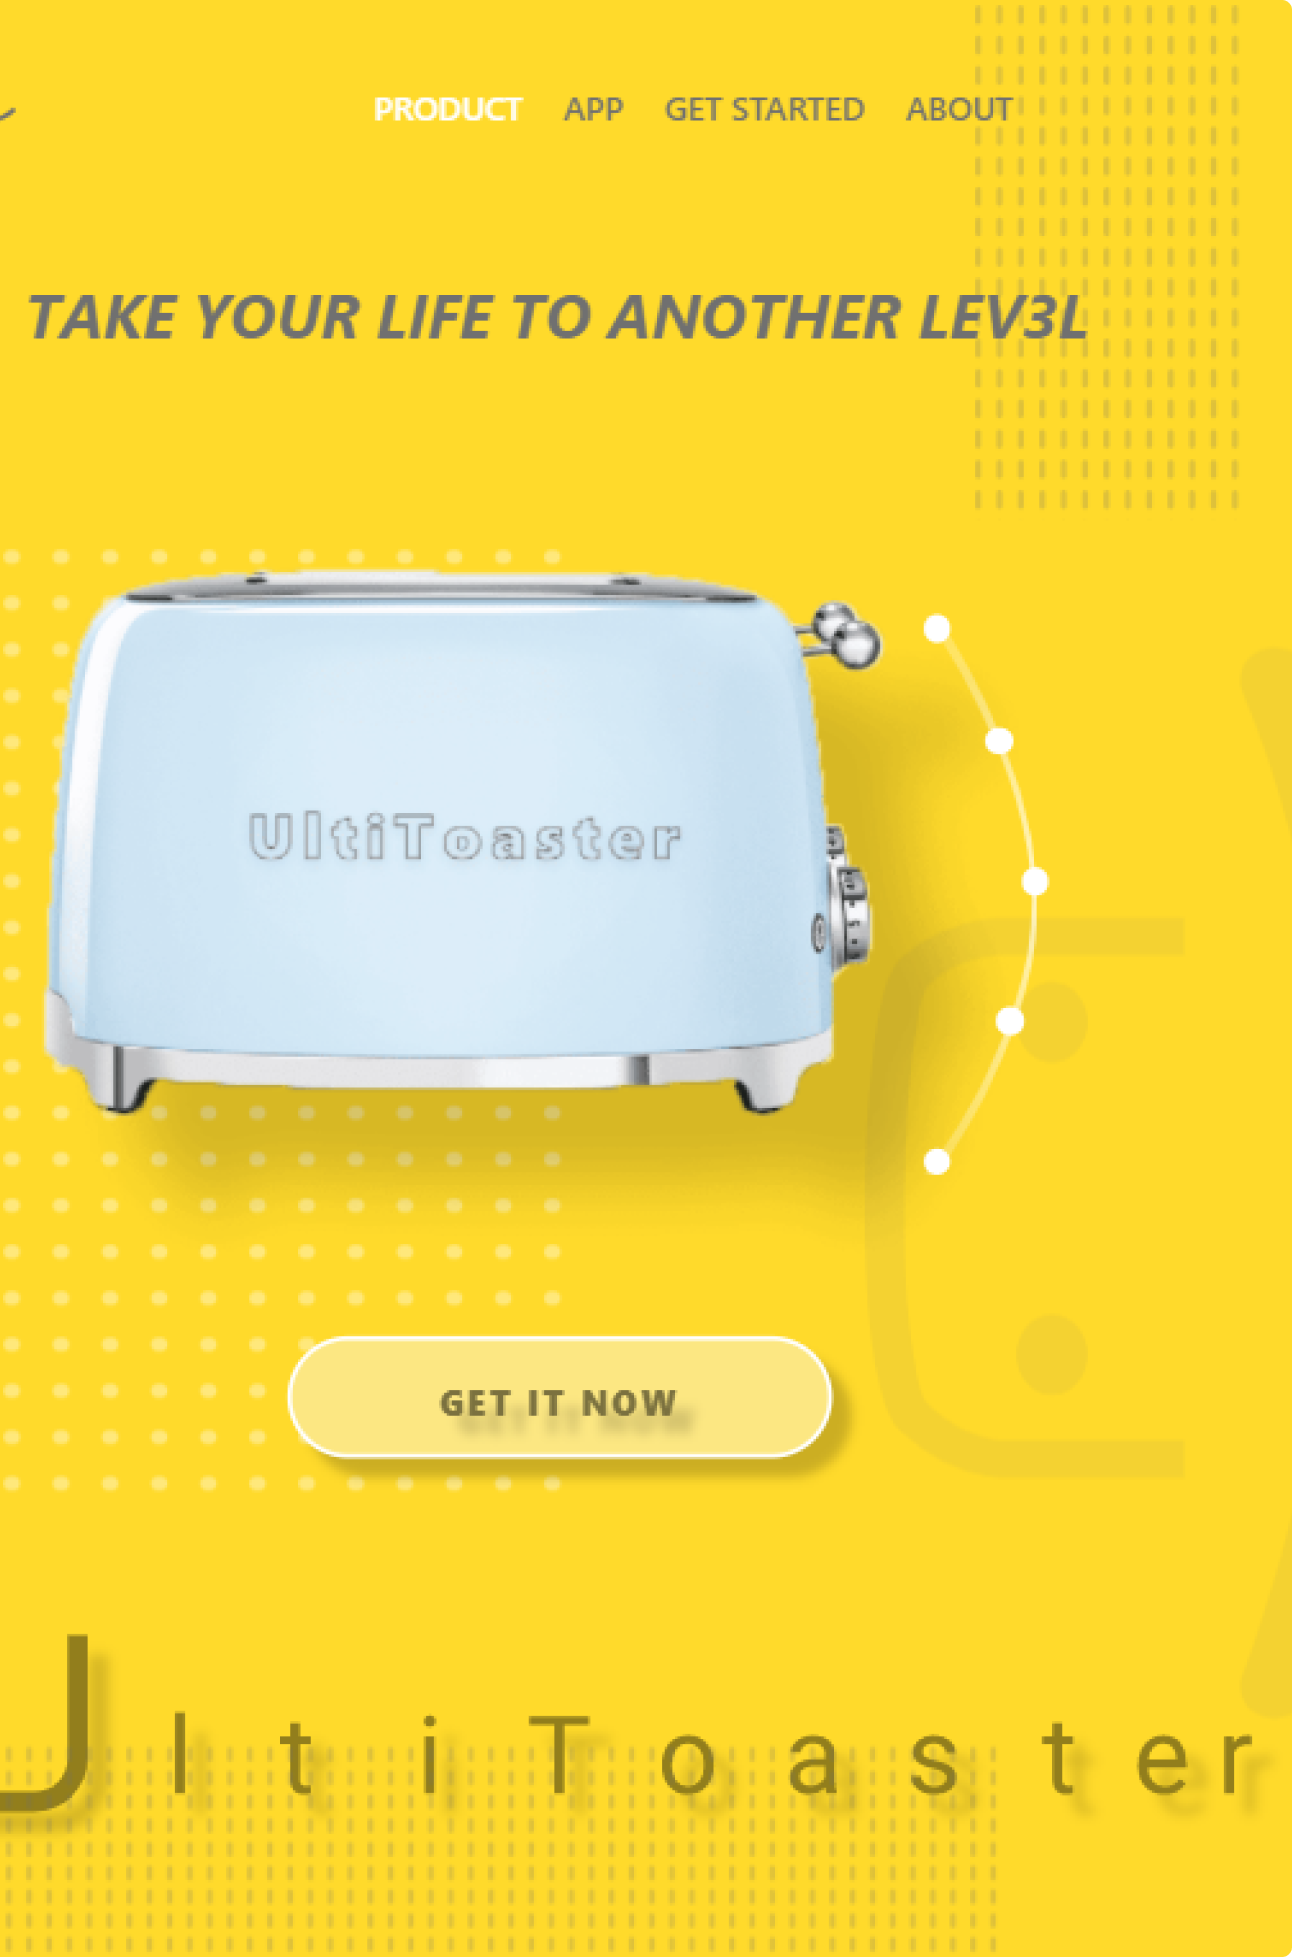 PRODUCT APP GET STARTED ABOUT
TAKE YOUR LIFE TO ANOTHER LEV3L
UltiToaster
GET IT NOW
UltiToaster